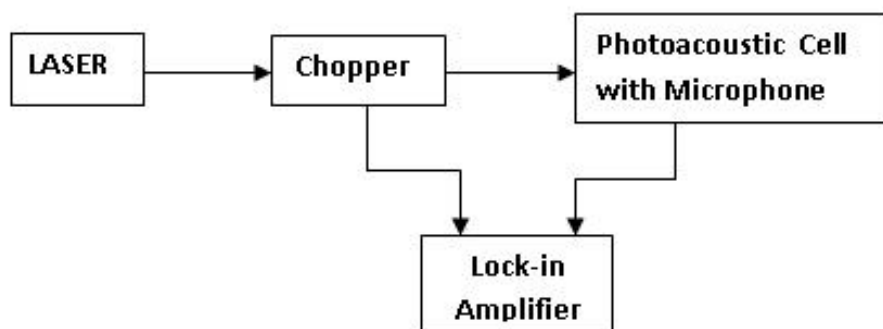 LASER
Chopper
Photoacoustic Cell
with Microphone
Lock-in
Amplifier